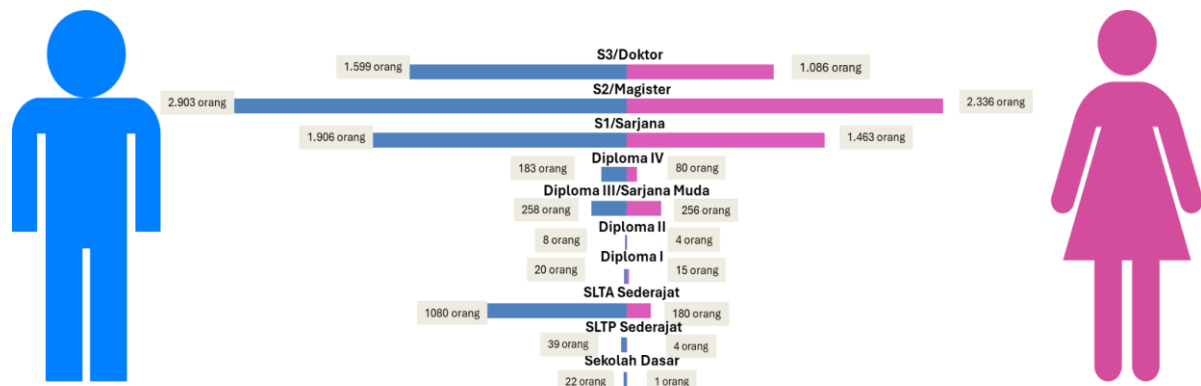 S3/Doktor
1.599 orang
1.086 orang
S2/Magister
2.903 orang
2.336 orang
S1/Sarjana
1.906 orang
1.463 orang
Diploma IV
183 orang
80 orang
Diploma III/Sarjana Muda
258 orang
256 orang
Diploma II
8 orang
4 orang
Diploma I
20 orang
15 orang
SLTA Sederajat
1080 orang
180 orang
SLTP Sederajat
39 orang
4 orang
Sekolah Dasar
22 orang
1 orang